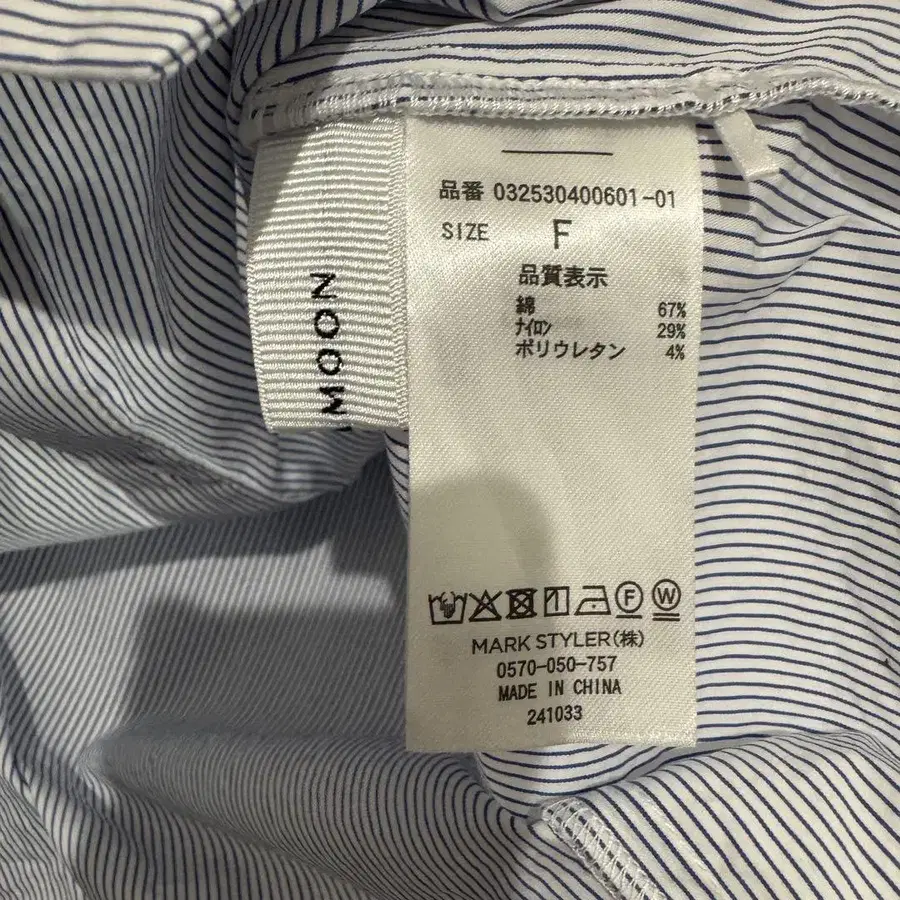 MOON
品番 032530400601-01
SIZE F
品質表示
綿 67%
ナイロン 29%
ポリウレタン 4%
F W
MARK STYLER(株)
0570-050-757
MADE IN CHINA
241033